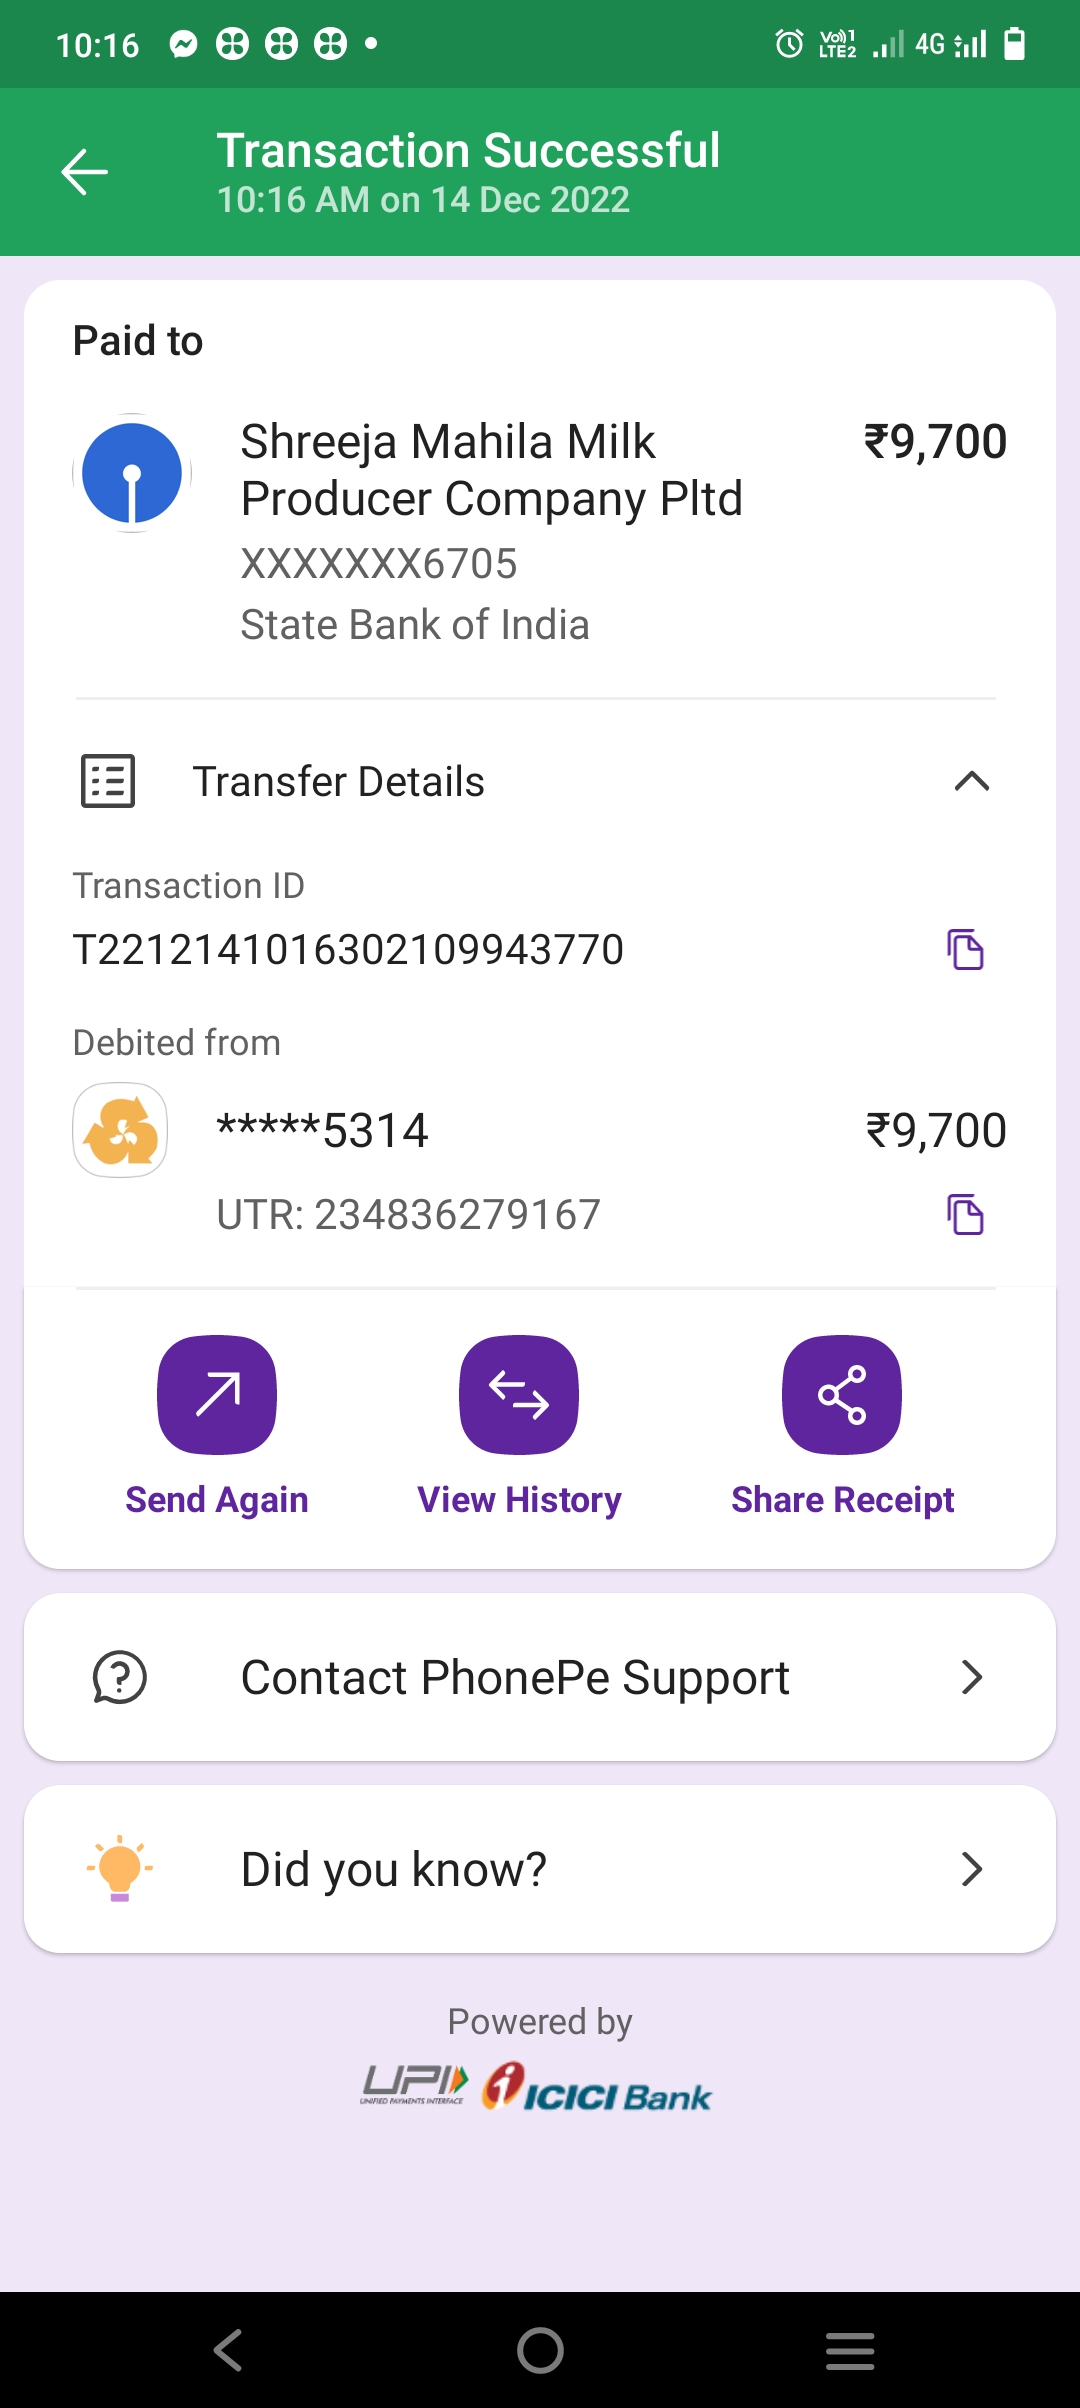 10:16
Vo))1
LTE2
4G
Transaction Successful
10:16 AM on 14 Dec 2022
Paid to
Shreeja Mahila Milk
Producer Company Pltd
₹9,700
XXXXXXX6705
State Bank of India
Transfer Details
Transaction ID
T2212141016302109943770
Debited from
*****5314
₹9,700
UTR: 234836279167
Send Again
View History
Share Receipt
Contact PhonePe Support
Did you know?
Powered by
UPI
UNIFIED PAYMENTS INTERFACE
ICICI Bank